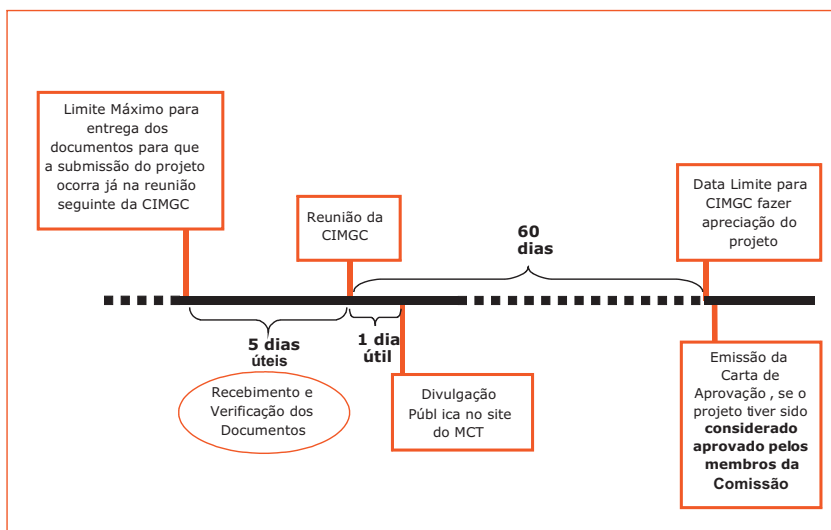 Limite Máximo para
entrega dos
documentos para que
a submissão do projeto
ocorra já na reunião
seguinte da CIMGC
Reunião da
CIMGC
60
dias
Data Limite para
CIMGC fazer
apreciação do
projeto
5 dias
úteis
1 dia
útil
Recebimento e
Verificação dos
Documentos
Divulgação
Públ ica no site
do MCT
Emissão da
Carta de
Aprovação , se o
projeto tiver sido
considerado
aprovado pelos
membros da
Comissão